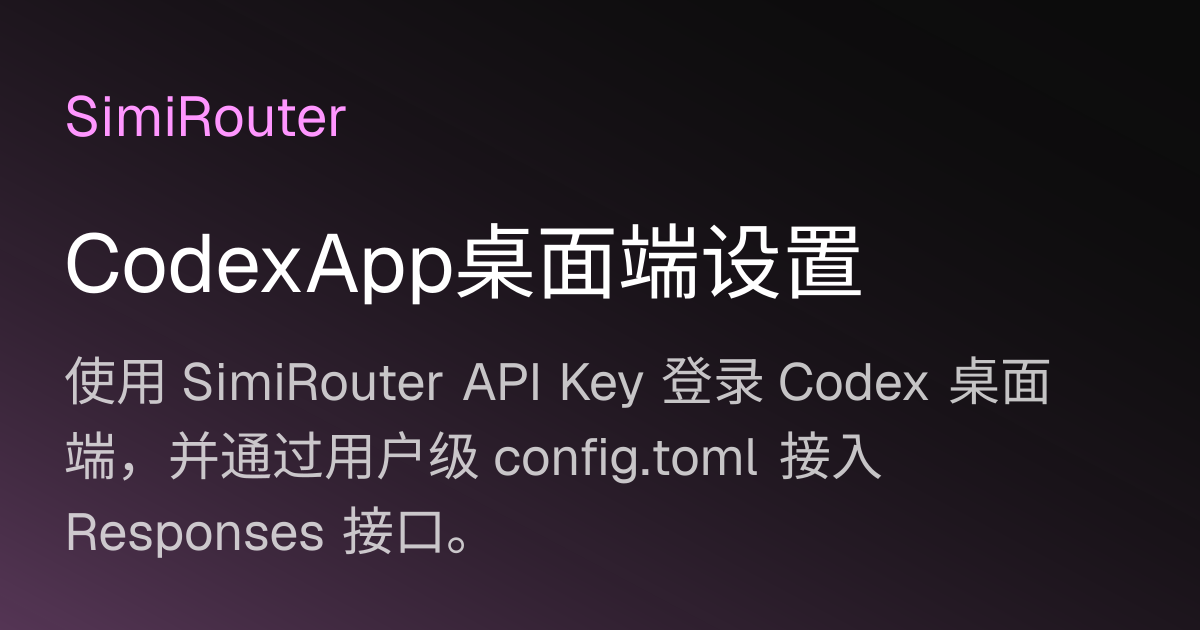 SimiRouter
CodexApp桌面端设置
使用 SimiRouter API Key 登录 Codex 桌面
端，并通过用户级 config.toml 接入
Responses 接口。